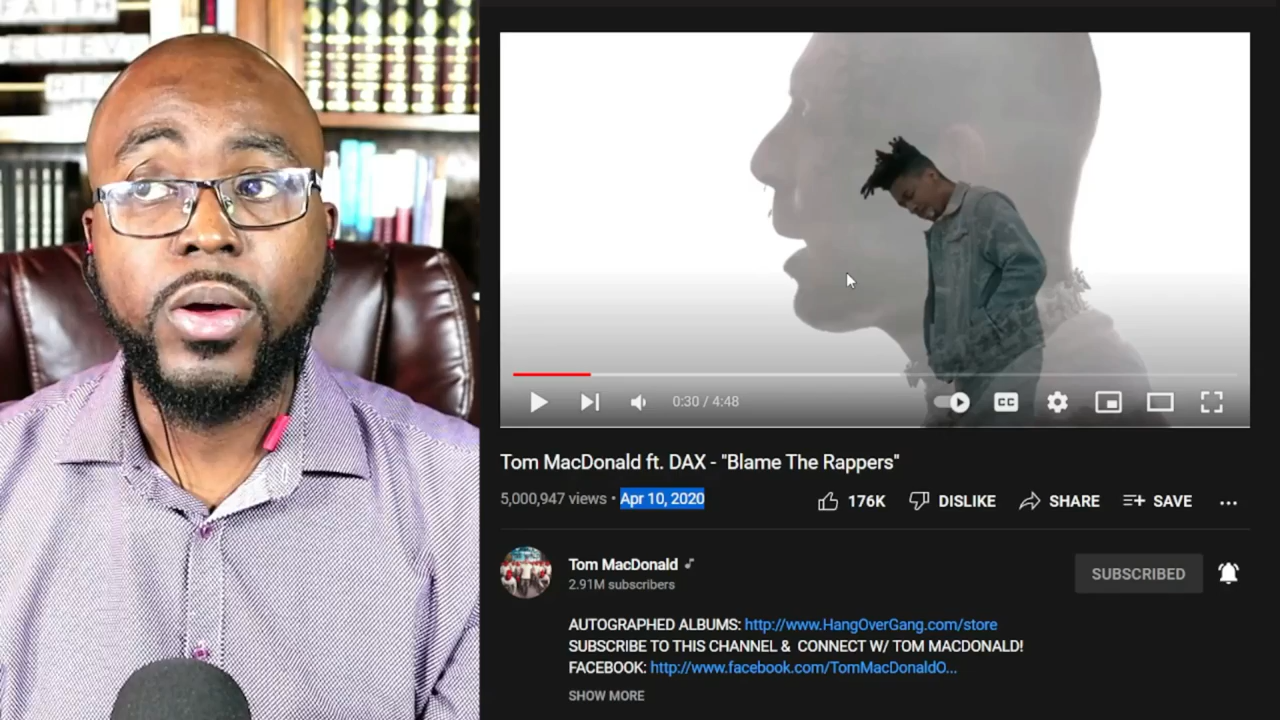 FAITH
0:30 / 4:48
CC
Tom MacDonald ft. DAX - "Blame The Rappers"
5,000,947 views • Apr 10, 2020
176K DISLIKE SHARE SAVE ...
Tom MacDonald
2.91M subscribers
SUBSCRIBED
AUTOGRAPHED ALBUMS: http://www.HangOverGang.com/store
SUBSCRIBE TO THIS CHANNEL & CONNECT W/ TOM MACDONALD!
FACEBOOK: http://www.facebook.com/TomMacDonaldO...
SHOW MORE